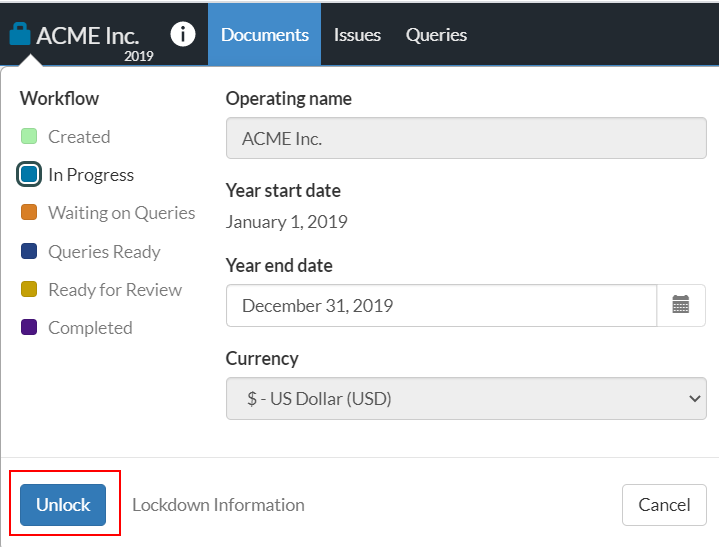 ACME Inc.
2019
Documents
Issues
Queries
Workflow
Created
In Progress
Waiting on Queries
Queries Ready
Ready for Review
Completed
Operating name
ACME Inc.
Year start date
January 1, 2019
Year end date
December 31, 2019
Currency
$ - US Dollar (USD)
Unlock
Lockdown Information
Cancel